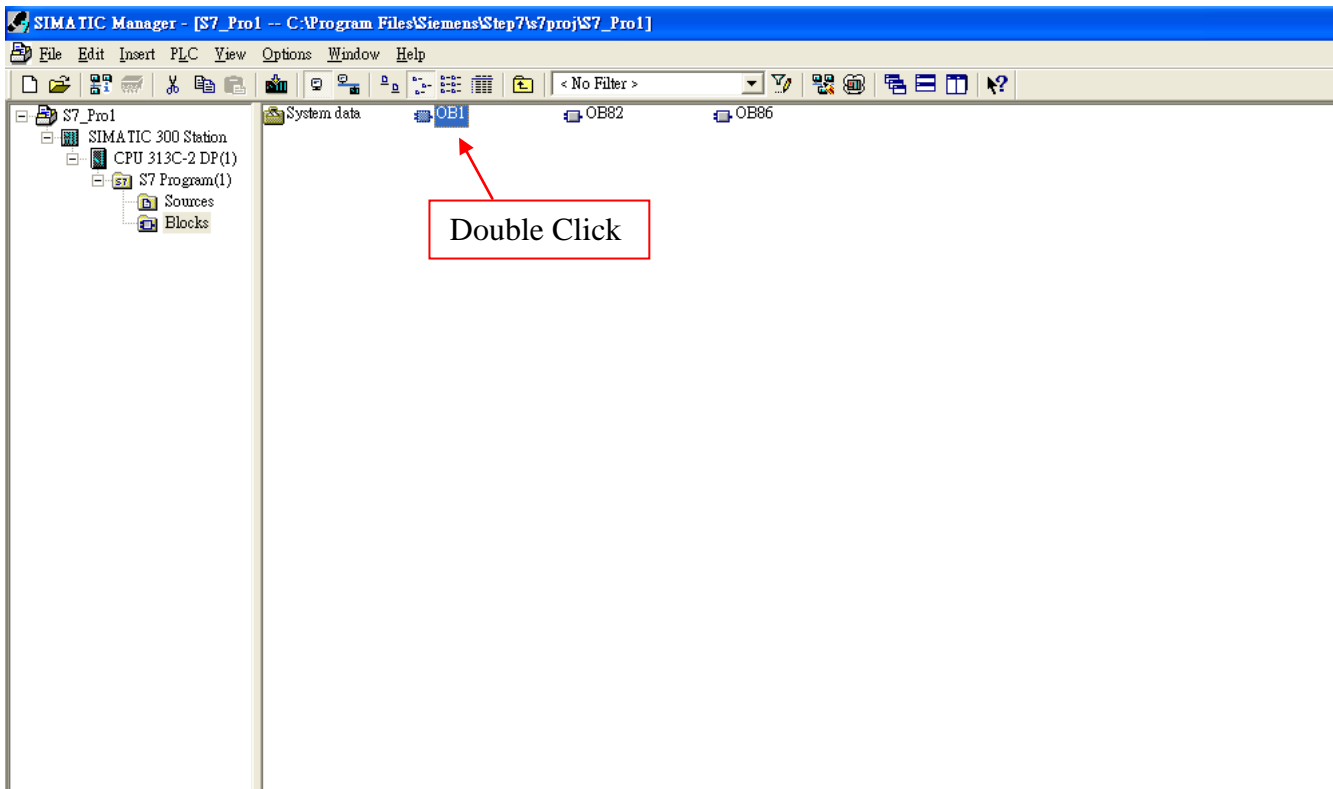 SIMATIC Manager - [S7_Pro1 -- C:\Program Files\Siemens\Step7\s7proj\S7_Pro1]
File Edit Insert PLC View Options Window Help
< No Filter >
S7_Pro1
SIMATIC 300 Station
CPU 313C-2 DP(1)
S7 Program(1)
Sources
Blocks
System data OB1 OB82 OB86
Double Click